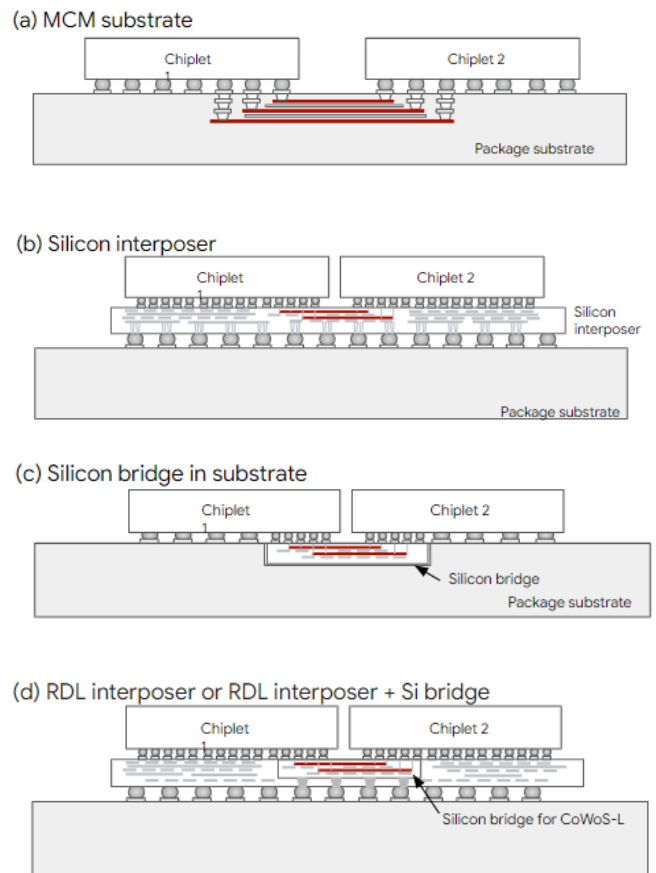 (a) MCM substrate
Chiplet
1
Chiplet 2
Package substrate
(b) Silicon interposer
Chiplet
1
Chiplet 2
Silicon
interposer
Package substrate
(c) Silicon bridge in substrate
Chiplet
1
Chiplet 2
Silicon bridge
Package substrate
(d) RDL interposer or RDL interposer + Si bridge
Chiplet
1
Chiplet 2
Silicon bridge for CoWoS-L